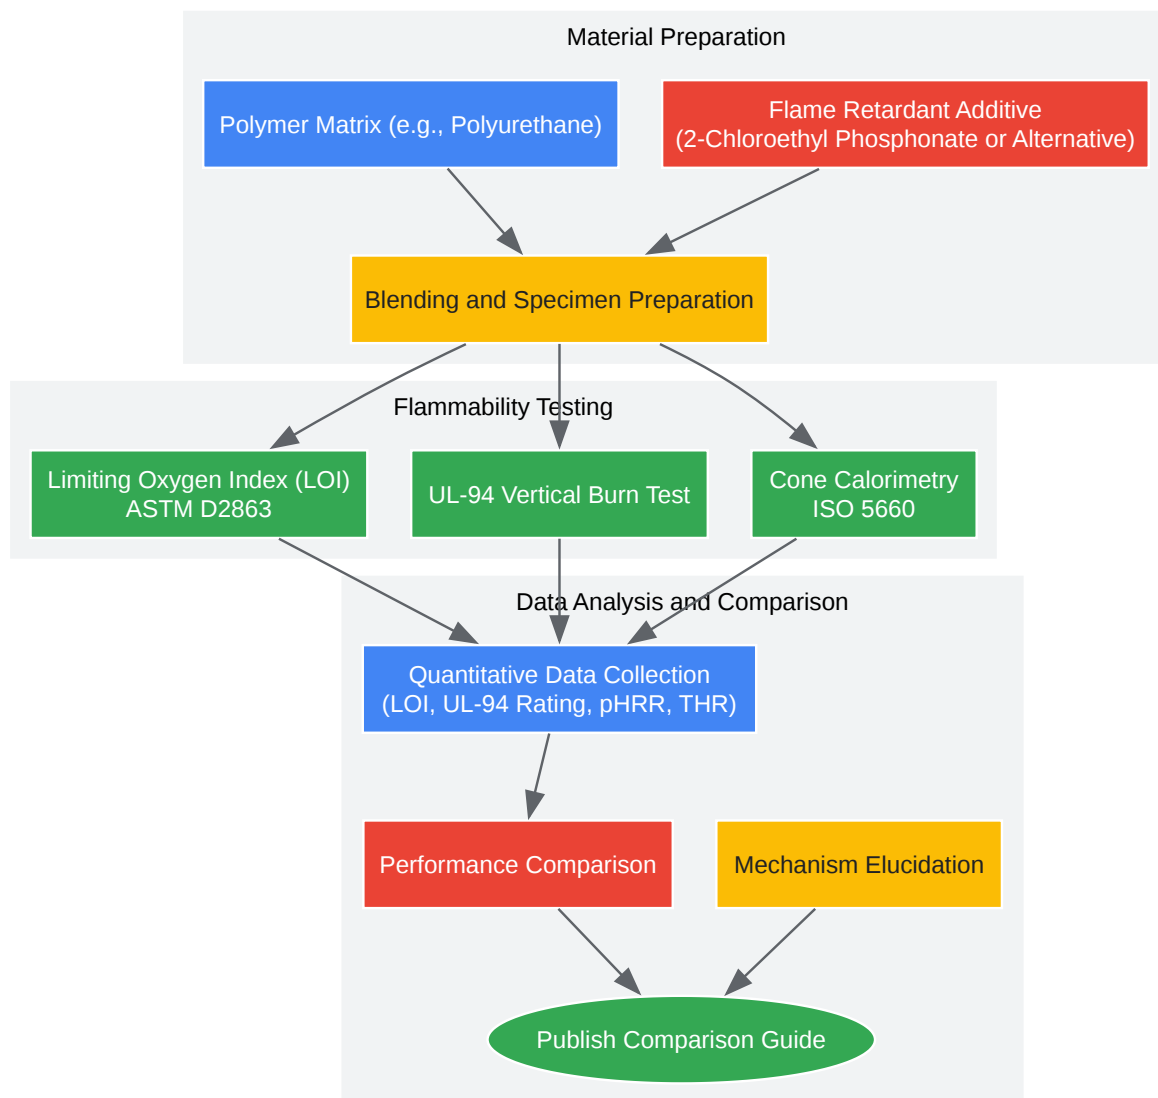 Material Preparation
Polymer Matrix (e.g., Polyurethane)
Flame Retardant Additive
(2-Chloroethyl Phosphonate or Alternative)
Blending and Specimen Preparation
Flammability Testing
Limiting Oxygen Index (LOI)
ASTM D2863
UL-94 Vertical Burn Test
Cone Calorimetry
ISO 5660
Data Analysis and Comparison
Quantitative Data Collection
(LOI, UL-94 Rating, pHRR, THR)
Performance Comparison
Mechanism Elucidation
Publish Comparison Guide